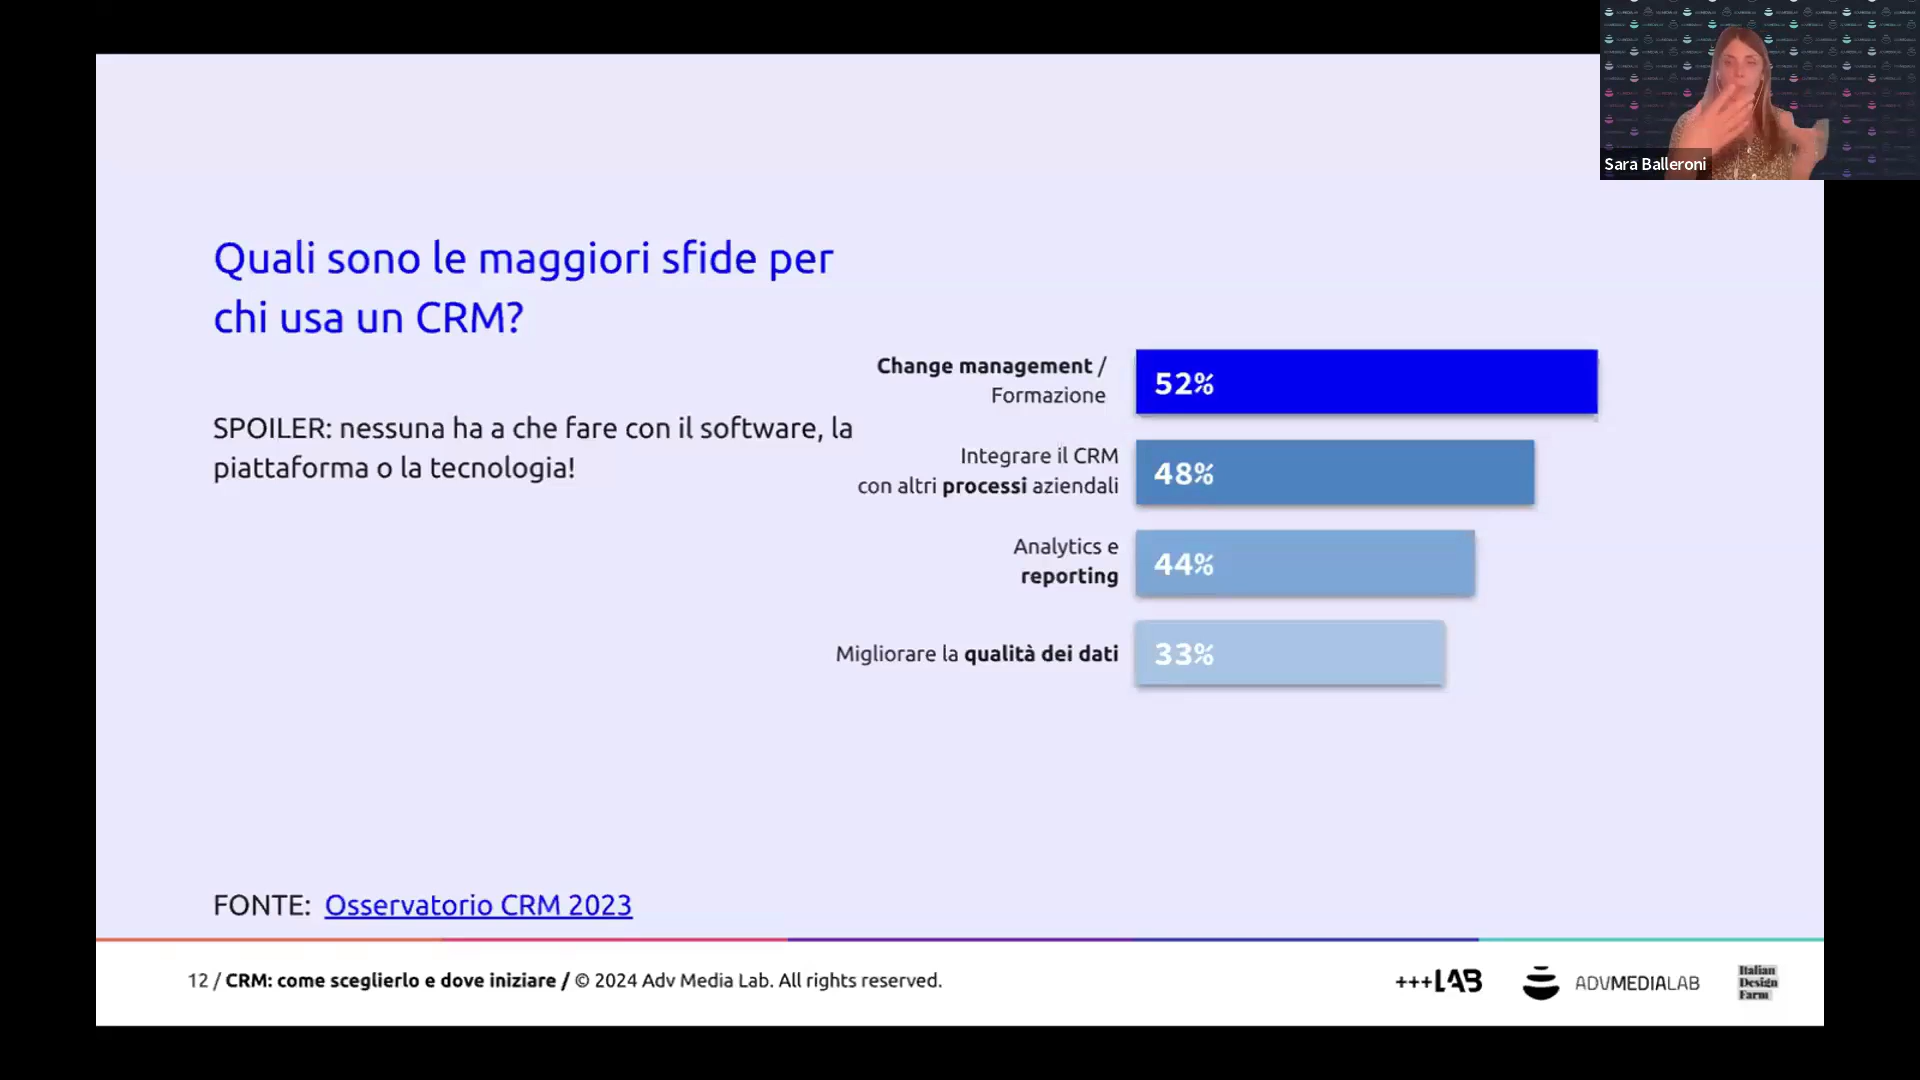 Sara Balleroni
Quali sono le maggiori sfide per
chi usa un CRM?
SPOILER: nessuna ha a che fare con il software, la
piattaforma o la tecnologia!
Change management /
Formazione
52%
Integrare il CRM
con altri processi aziendali
48%
Analytics e
reporting
44%
Migliorare la qualità dei dati
33%
FONTE: Osservatorio CRM 2023
12 / CRM: come sceglierlo e dove iniziare / © 2024 Adv Media Lab. All rights reserved.
+++LAB
ADVMEDIALAB
Italian
Design
Farm